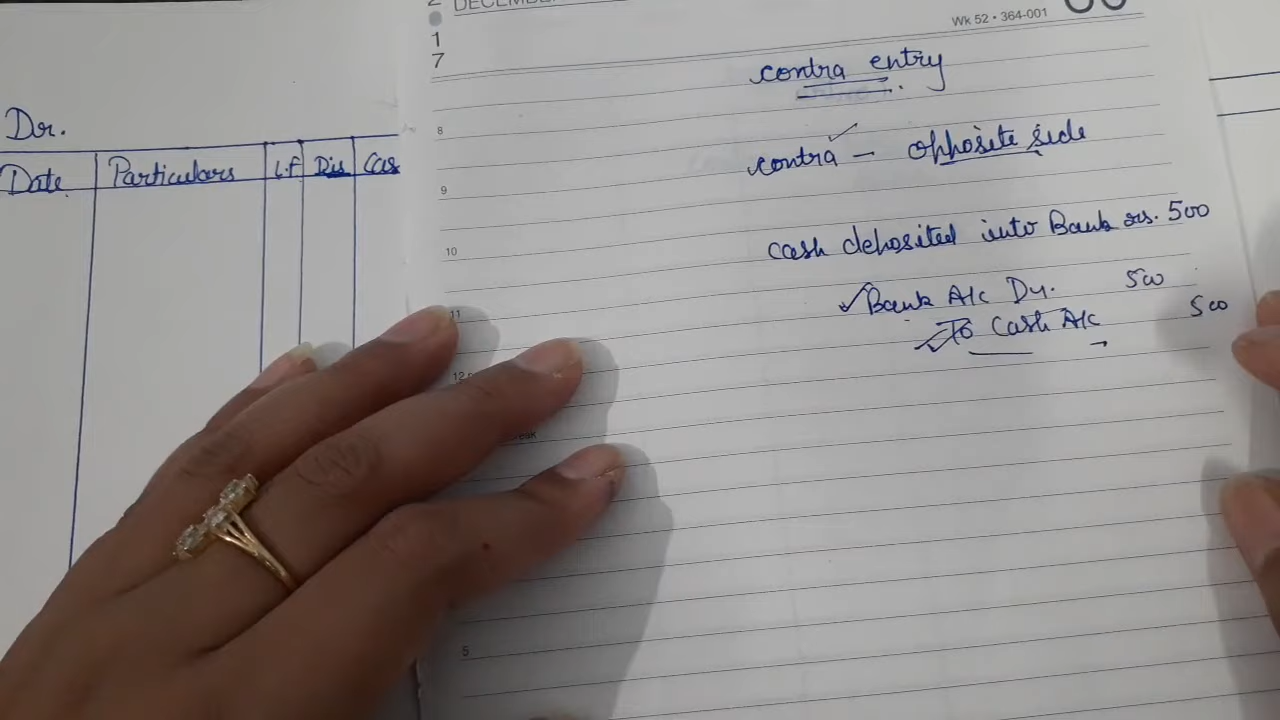 Wk 52 • 364-001
1
7
contra entry
8
contra – opposite side
9
cash deposited into Bank rs. 500
10
Bank A/c Dr. 500
11
To Cash A/c 500
5
Dr.
Date Particulars L.f Dis Cas